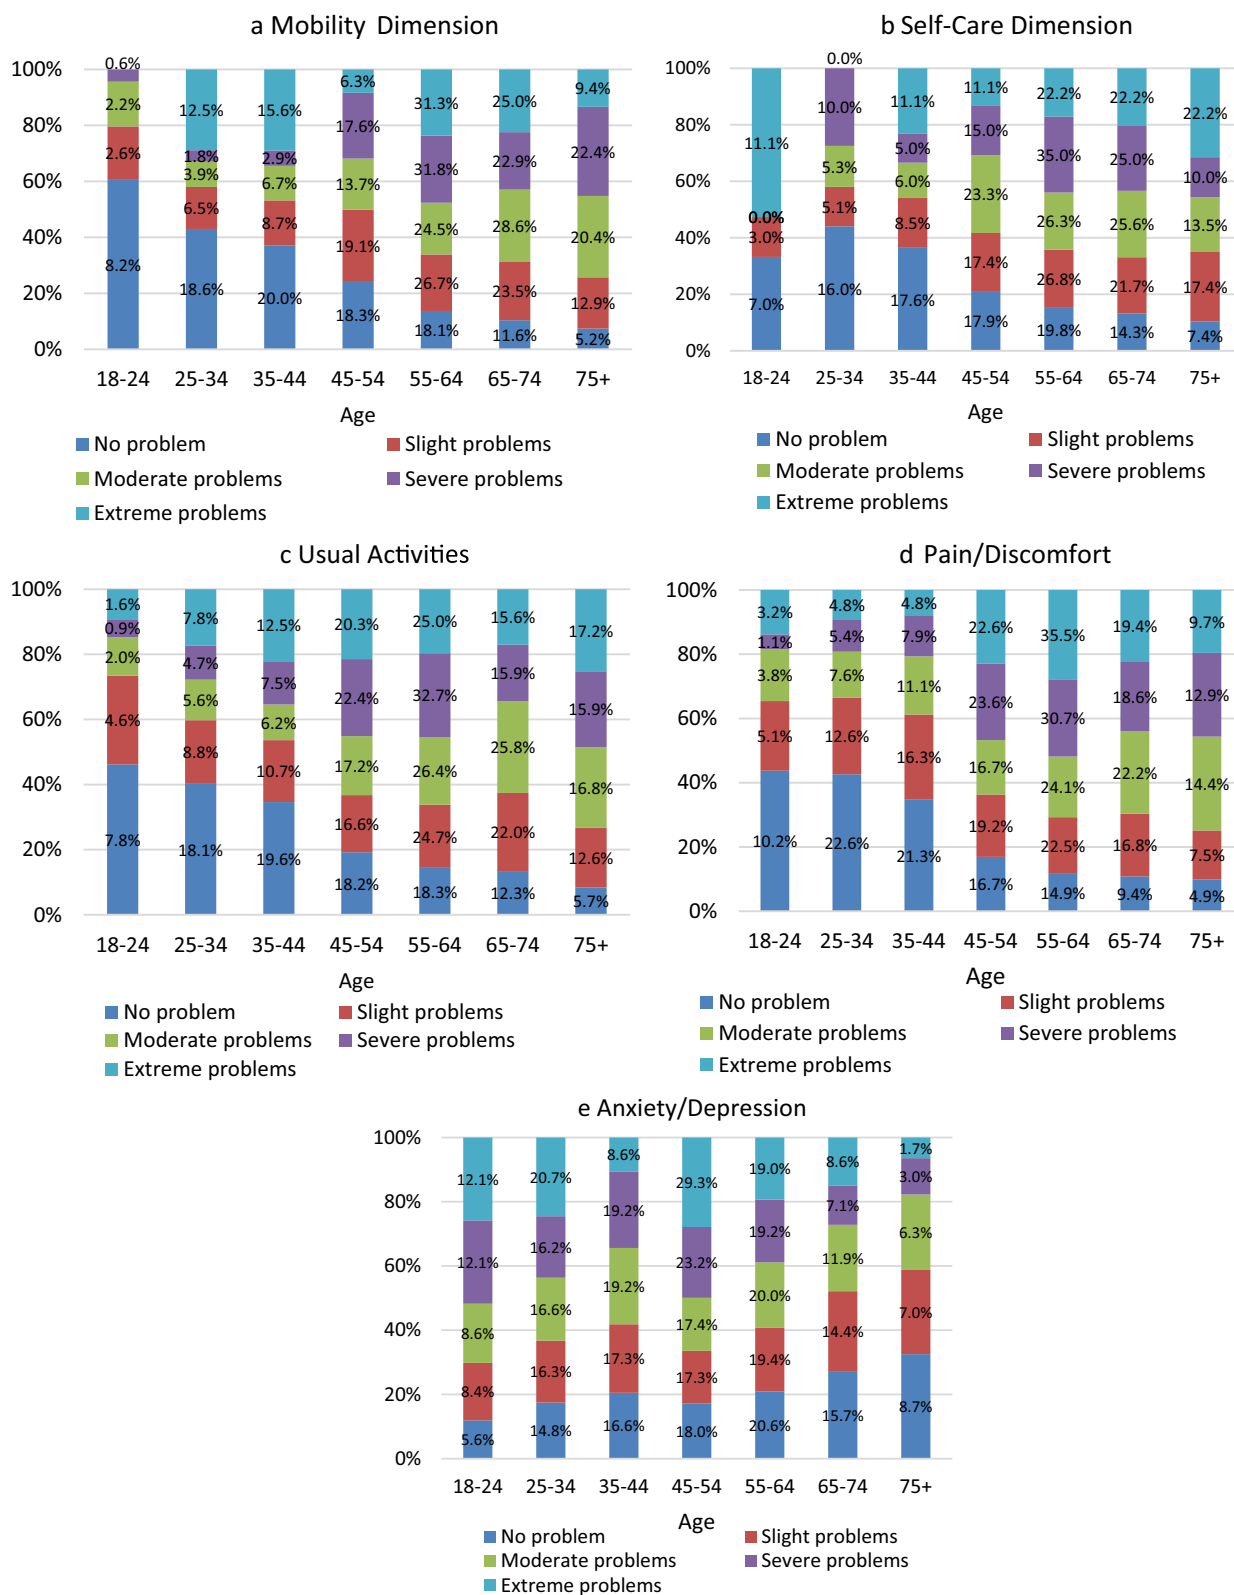 a Mobility Dimension
0.6%
100% 6.3% 9.4%
2.2% 12.5% 15.6% 31.3% 25.0%
80% 17.6%
2.6% 1.8% 2.9% 31.8% 22.9% 22.4%
60% 3.9% 6.7% 13.7%
6.5% 8.7% 24.5% 28.6% 20.4%
40% 19.1%
8.2% 26.7% 23.5%
20% 18.6% 20.0% 18.3% 12.9%
18.1% 11.6% 5.2%
0%
18-24 25-34 35-44 45-54 55-64 65-74 75+
Age
No problem Slight problems
Moderate problems Severe problems
Extreme problems
b Self-Care Dimension
0.0%
100% 11.1% 11.1% 22.2% 22.2%
10.0% 22.2%
80% 11.1% 5.0% 15.0% 35.0% 25.0%
5.3% 6.0% 10.0%
60% 5.1% 23.3%
0.0% 8.5% 26.3% 25.6% 13.5%
40% 3.0% 17.4%
26.8% 21.7% 17.4%
20% 7.0% 16.0% 17.6%
17.9% 19.8% 14.3% 7.4%
0%
18-24 25-34 35-44 45-54 55-64 65-74 75+
Age
No problem Slight problems
Moderate problems Severe problems
Extreme problems
c Usual Activities
100% 1.6% 7.8% 12.5% 20.3% 25.0% 15.6% 17.2%
0.9%
80% 2.0% 4.7% 7.5% 22.4% 32.7% 15.9% 15.9%
60% 4.6% 5.6% 6.2%
8.8% 10.7% 17.2% 26.4% 25.8% 16.8%
40%
7.8% 18.1% 19.6% 16.6% 24.7% 22.0% 12.6%
20% 18.2% 18.3% 12.3% 5.7%
0%
18-24 25-34 35-44 45-54 55-64 65-74 75+
Age
No problem Slight problems
Moderate problems Severe problems
Extreme problems
d Pain/Discomfort
100% 3.2% 4.8% 4.8% 22.6% 35.5% 19.4% 9.7%
1.1% 5.4% 7.9%
80% 3.8% 7.6% 11.1% 23.6% 30.7% 18.6% 12.9%
60% 5.1% 12.6% 16.3% 16.7%
24.1% 22.2% 14.4%
40% 19.2%
10.2% 22.6% 21.3% 22.5% 16.8% 7.5%
20% 16.7% 14.9% 9.4% 4.9%
0%
18-24 25-34 35-44 45-54 55-64 65-74 75+
Age
No problem Slight problems
Moderate problems Severe problems
Extreme problems
e Anxiety/Depression
100% 8.6% 8.6% 1.7%
12.1% 20.7% 29.3% 19.0% 3.0%
80% 19.2% 7.1%
12.1% 16.2% 23.2% 19.2% 6.3%
60% 16.6% 19.2% 11.9%
8.6% 17.4% 20.0% 7.0%
40% 8.4% 16.3% 17.3% 17.3% 19.4% 14.4%
20% 14.8% 16.6% 18.0% 20.6% 15.7% 8.7%
5.6%
0%
18-24 25-34 35-44 45-54 55-64 65-74 75+
Age
No problem Slight problems
Moderate problems Severe problems
Extreme problems